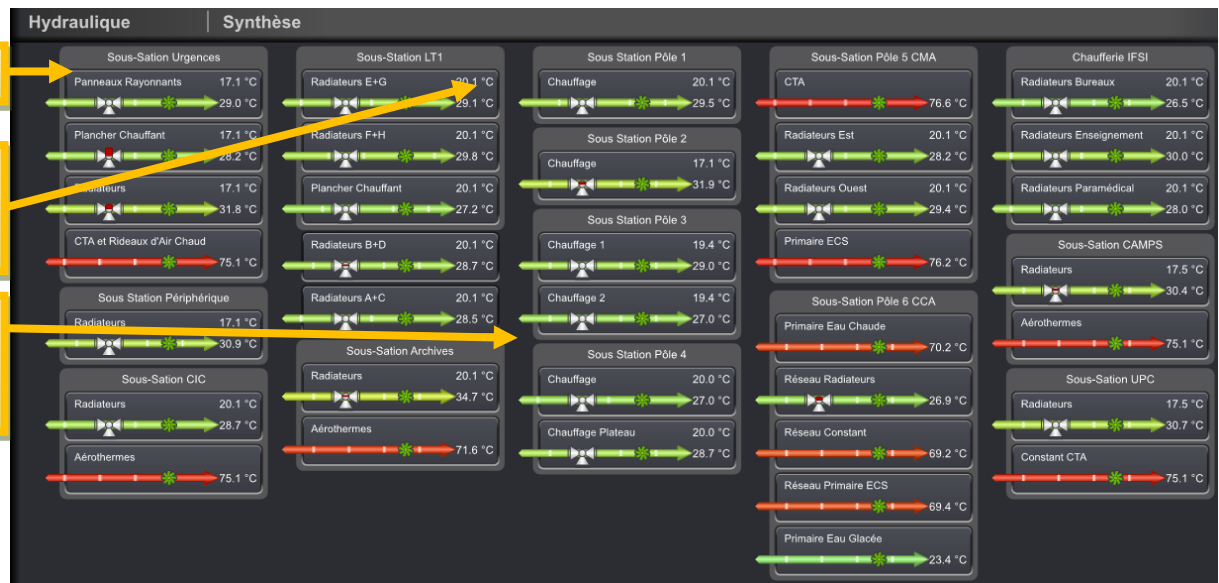 Hydraulique Synthèse
Sous-Sation Urgences
Panneaux Rayonnants 17.1 °C
29.0 °C
Plancher Chauffant 17.1 °C
28.2 °C
Radiateurs 17.1 °C
31.8 °C
CTA et Rideaux d'Air Chaud
75.1 °C
Sous Station Périphérique
Radiateurs 17.1 °C
30.9 °C
Sous-Sation CIC
Radiateurs 20.1 °C
28.7 °C
Aérothermes
75.1 °C
Sous-Station LT1
Radiateurs E+G 20.1 °C
29.1 °C
Radiateurs F+H 20.1 °C
29.8 °C
Plancher Chauffant 20.1 °C
27.2 °C
Radiateurs B+D 20.1 °C
28.7 °C
Radiateurs A+C 20.1 °C
28.5 °C
Sous-Sation Archives
Radiateurs 20.1 °C
34.7 °C
Aérothermes
71.6 °C
Sous Station Pôle 1
Chauffage 20.1 °C
29.5 °C
Sous Station Pôle 2
Chauffage 17.1 °C
31.9 °C
Sous Station Pôle 3
Chauffage 1 19.4 °C
29.0 °C
Chauffage 2 19.4 °C
27.0 °C
Sous Station Pôle 4
Chauffage 20.0 °C
27.0 °C
Chauffage Plateau 20.0 °C
28.7 °C
Sous-Sation Pôle 5 CMA
CTA
76.6 °C
Radiateurs Est 20.1 °C
28.2 °C
Radiateurs Ouest 20.1 °C
29.4 °C
Primaire ECS
76.2 °C
Sous-Sation Pôle 6 CCA
Primaire Eau Chaude
70.2 °C
Réseau Radiateurs
26.9 °C
Réseau Constant
69.2 °C
Réseau Primaire ECS
69.4 °C
Primaire Eau Glacée
23.4 °C
Chaufferie IFSI
Radiateurs Bureaux 20.1 °C
26.5 °C
Radiateurs Enseignement 20.1 °C
30.0 °C
Radiateurs Paramédical 20.1 °C
28.0 °C
Sous-Sation CAMPS
Radiateurs 17.5 °C
30.4 °C
Aérothermes
75.1 °C
Sous-Sation UPC
Radiateurs 17.5 °C
30.7 °C
Constant CTA
75.1 °C